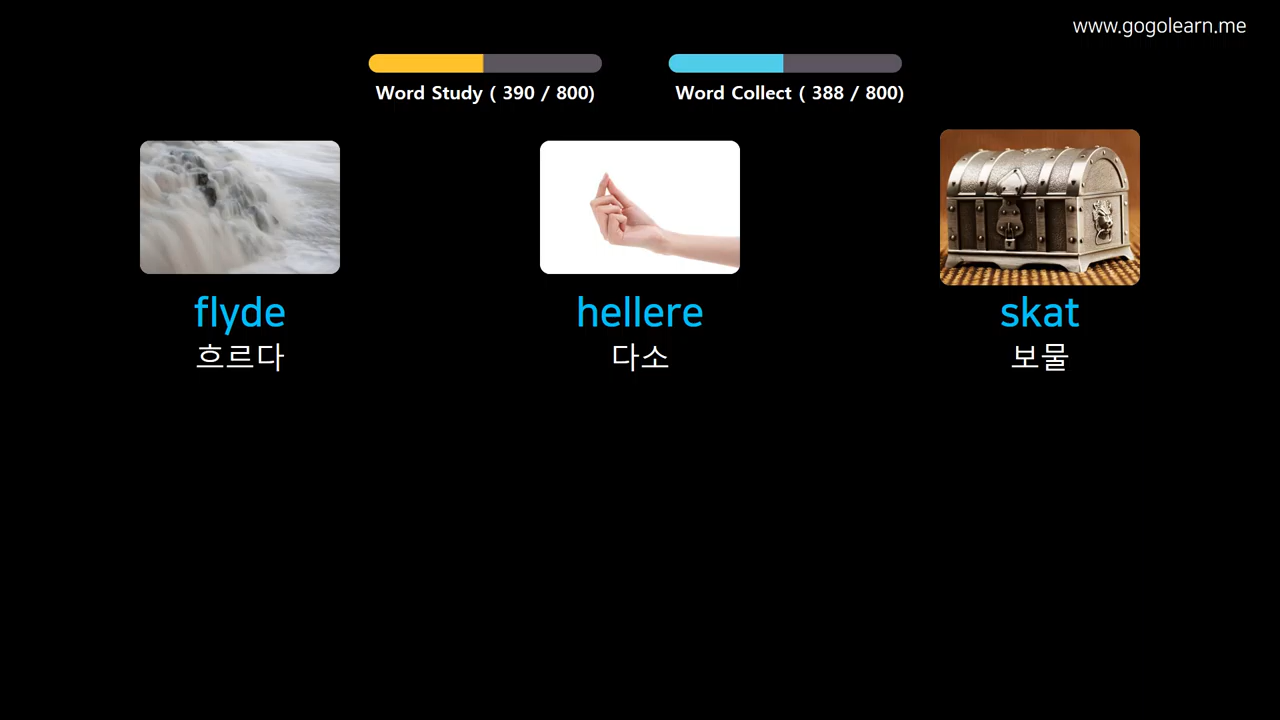 www.gogolearn.me
Word Study ( 390 / 800)
Word Collect ( 388 / 800)
flyde
hellere
skat
흐르다
다소
보물